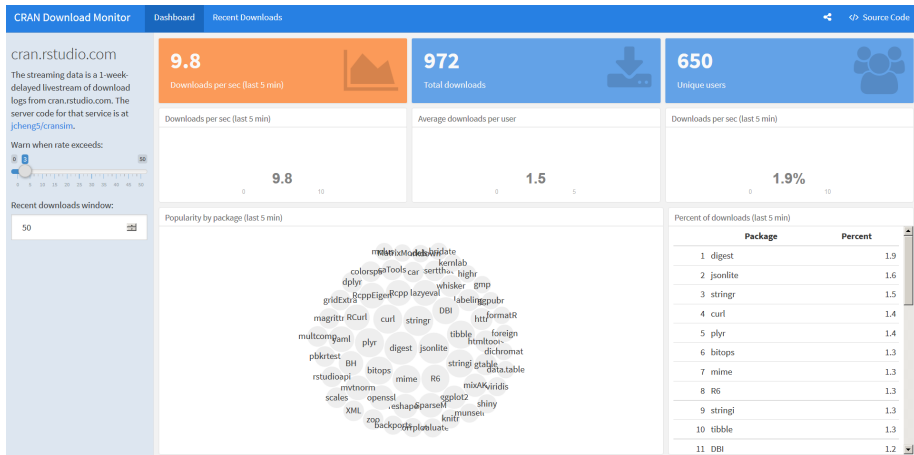 CRAN Download Monitor
Dashboard
Recent Downloads
Source Code
cran.rstudio.com
The streaming data is a 1-week-
delayed livestream of download
logs from cran.rstudio.com. The
server code for that service is at
jcheng5/cransim.
Warn when rate exceeds:
0 3 50
0 5 10 15 20 25 30 35 40 45 50
Recent downloads window:
50
9.8
Downloads per sec (last 5 min)
972
Total downloads
650
Unique users
Downloads per sec (last 5 min)
9.8
0 10
Average downloads per user
1.5
0 5
Downloads per sec (last 5 min)
1.9%
0 10
Popularity by package (last 5 min)
MatrixModels
lubridate
kernlab
colorspace
caTools
car
highr
dplyr
whisker
gmp
RcppEigen
Rcpp
lazyeval
gridExtra
labeling
ggpubr
magrittr
RCurl
curl
stringr
DBI
httr
formatR
multcomp
yaml
plyr
digest
jsonlite
tibble
foreign
htmltools
dichromat
pbkrtest
BH
bitops
mime
R6
stringi
gtable
data.table
rstudioapi
mvtnorm
mixAK
viridis
scales
openssl
reshape
SparseM
ggplot2
shiny
XML
munsell
zoo
backports
knitr
Percent of downloads (last 5 min)
Package Percent
1 digest 1.9
2 jsonlite 1.6
3 stringr 1.5
4 curl 1.4
5 plyr 1.4
6 bitops 1.3
7 mime 1.3
8 R6 1.3
9 stringi 1.3
10 tibble 1.3
11 DBI 1.2